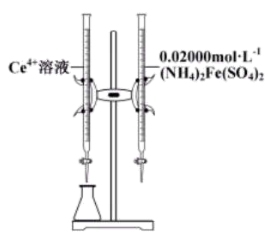 Ce⁴⁺溶液
0.02000mol·L⁻¹
(NH₄)₂Fe(SO₄)₂